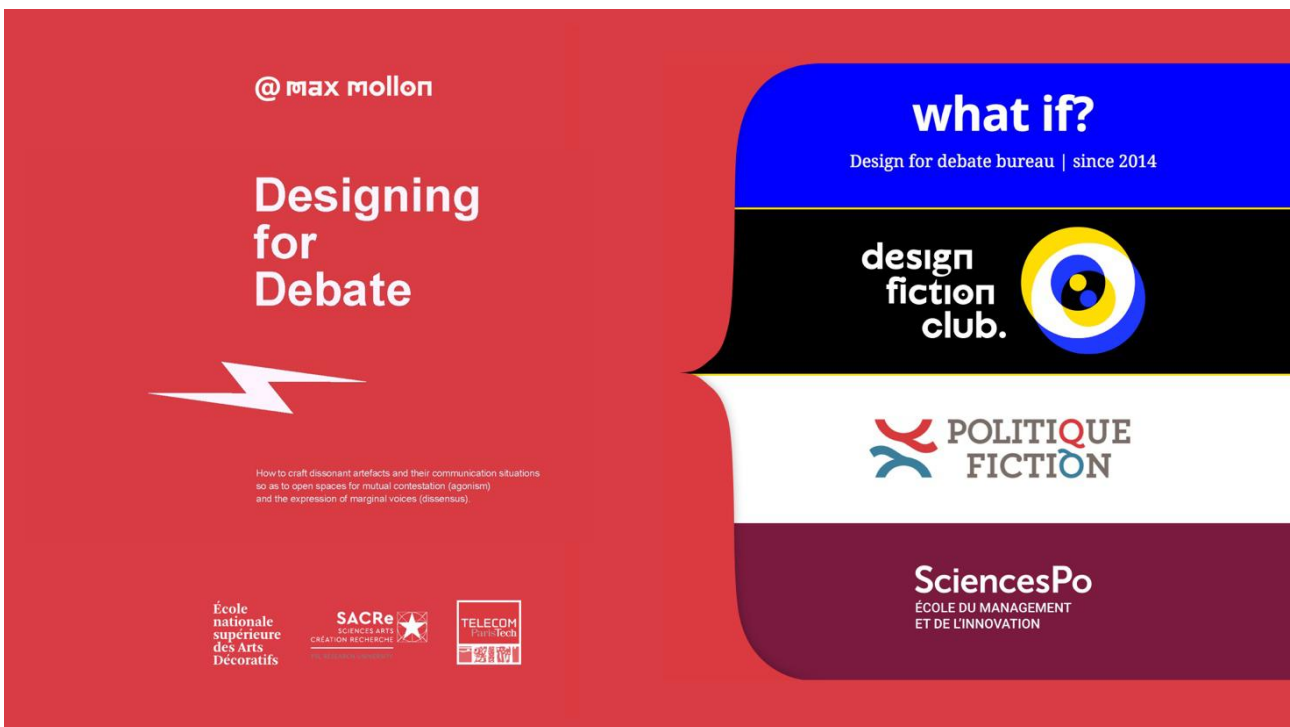 @ max mollon
Designing
for
Debate
How to craft dissonant artefacts and their communication situations
so as to open spaces for mutual contestation (agonism)
and the expression of marginal voices (dissensus).
École
nationale
supérieure
des Arts
Décoratifs
SACRe
SCIENCES ARTS
CRÉATION RECHERCHE
TELECOM
ParisTech
what if?
Design for debate bureau | since 2014
design
fiction
club.
POLITIQUE
FICTION
SciencesPo
ÉCOLE DU MANAGEMENT
ET DE L'INNOVATION